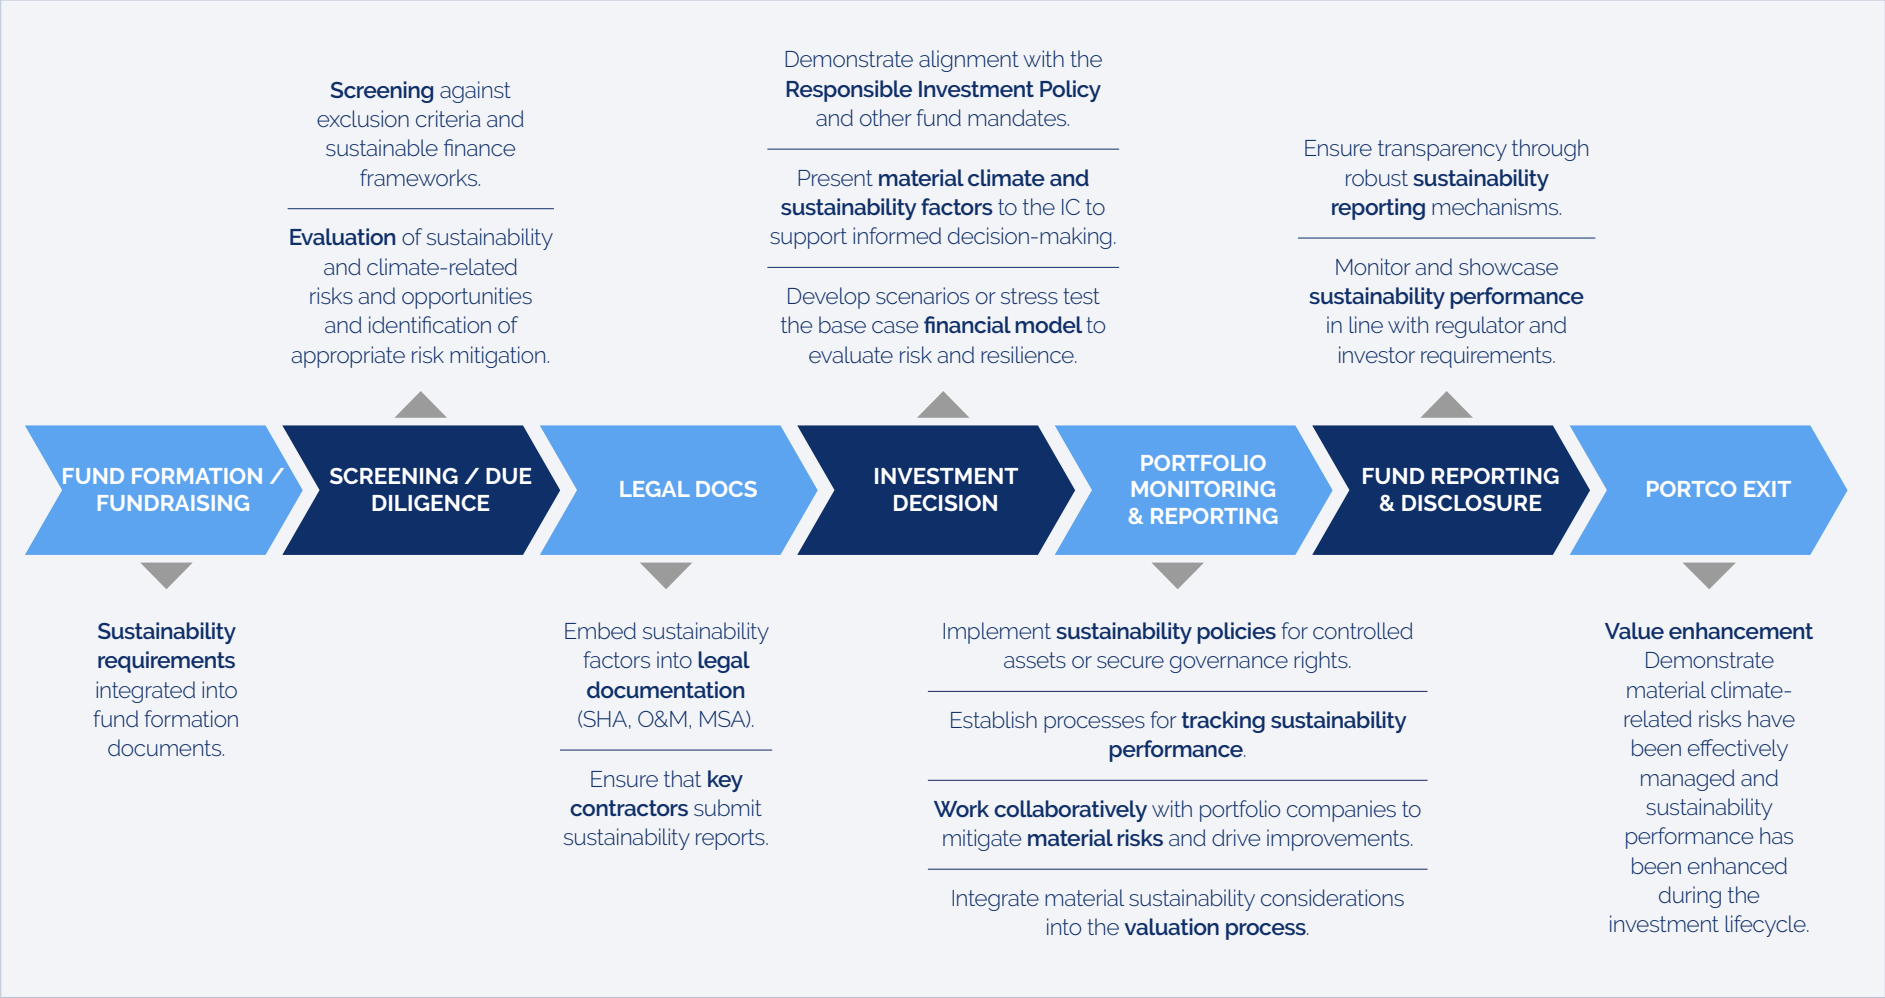 Screening against
exclusion criteria and
sustainable finance
frameworks.
Evaluation of sustainability
and climate-related
risks and opportunities
and identification of
appropriate risk mitigation.
Demonstrate alignment with the
Responsible Investment Policy
and other fund mandates.
Present material climate and
sustainability factors to the IC to
support informed decision-making.
Develop scenarios or stress test
the base case financial model to
evaluate risk and resilience.
Ensure transparency through
robust sustainability
reporting mechanisms.
Monitor and showcase
sustainability performance
in line with regulator and
investor requirements.
FUND FORMATION /
FUNDRAISING
SCREENING / DUE
DILIGENCE
LEGAL DOCS
INVESTMENT
DECISION
PORTFOLIO
MONITORING
& REPORTING
FUND REPORTING
& DISCLOSURE
PORTCO EXIT
Sustainability
requirements
integrated into
fund formation
documents.
Embed sustainability
factors into legal
documentation
(SHA, O&M, MSA).
Ensure that key
contractors submit
sustainability reports.
Implement sustainability policies for controlled
assets or secure governance rights.
Establish processes for tracking sustainability
performance.
Work collaboratively with portfolio companies to
mitigate material risks and drive improvements.
Integrate material sustainability considerations
into the valuation process.
Value enhancement
Demonstrate
material climate-
related risks have
been effectively
managed and
sustainability
performance has
been enhanced
during the
investment lifecycle.